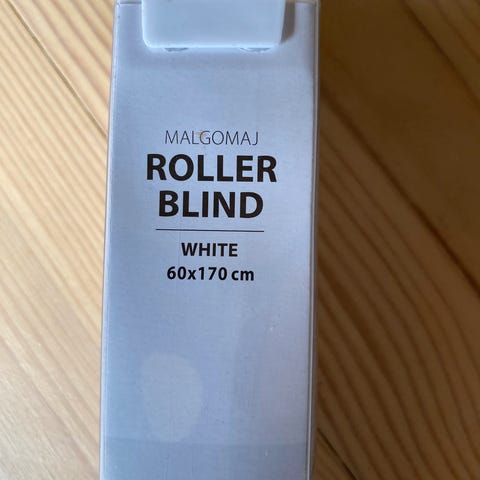 MALGOMAJ
ROLLER
BLIND
WHITE
60x170 cm